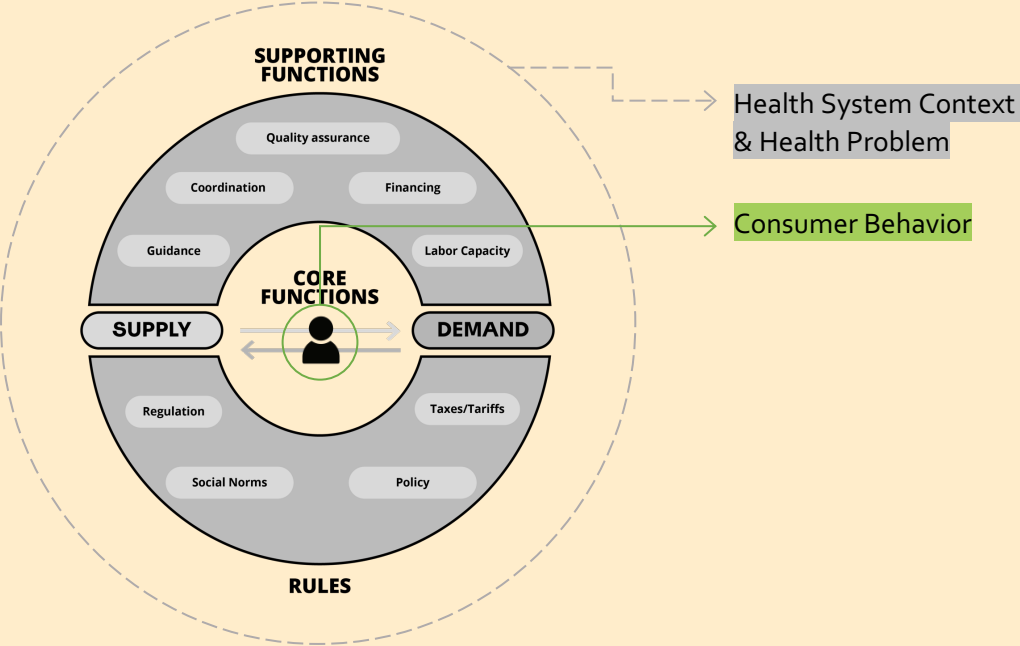 SUPPORTING
FUNCTIONS
Quality assurance
Coordination
Financing
Guidance
Labor Capacity
CORE
FUNCTIONS
SUPPLY
DEMAND
Regulation
Taxes/Tariffs
Social Norms
Policy
RULES
Health System Context
& Health Problem
Consumer Behavior